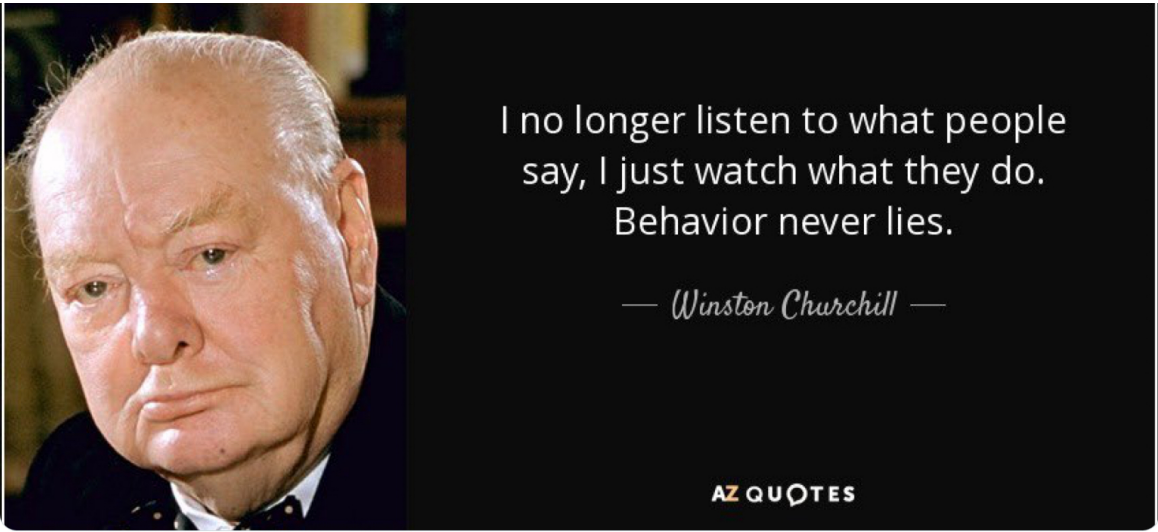 I no longer listen to what people
say, I just watch what they do.
Behavior never lies.
— Winston Churchill —
AZ QUOTES